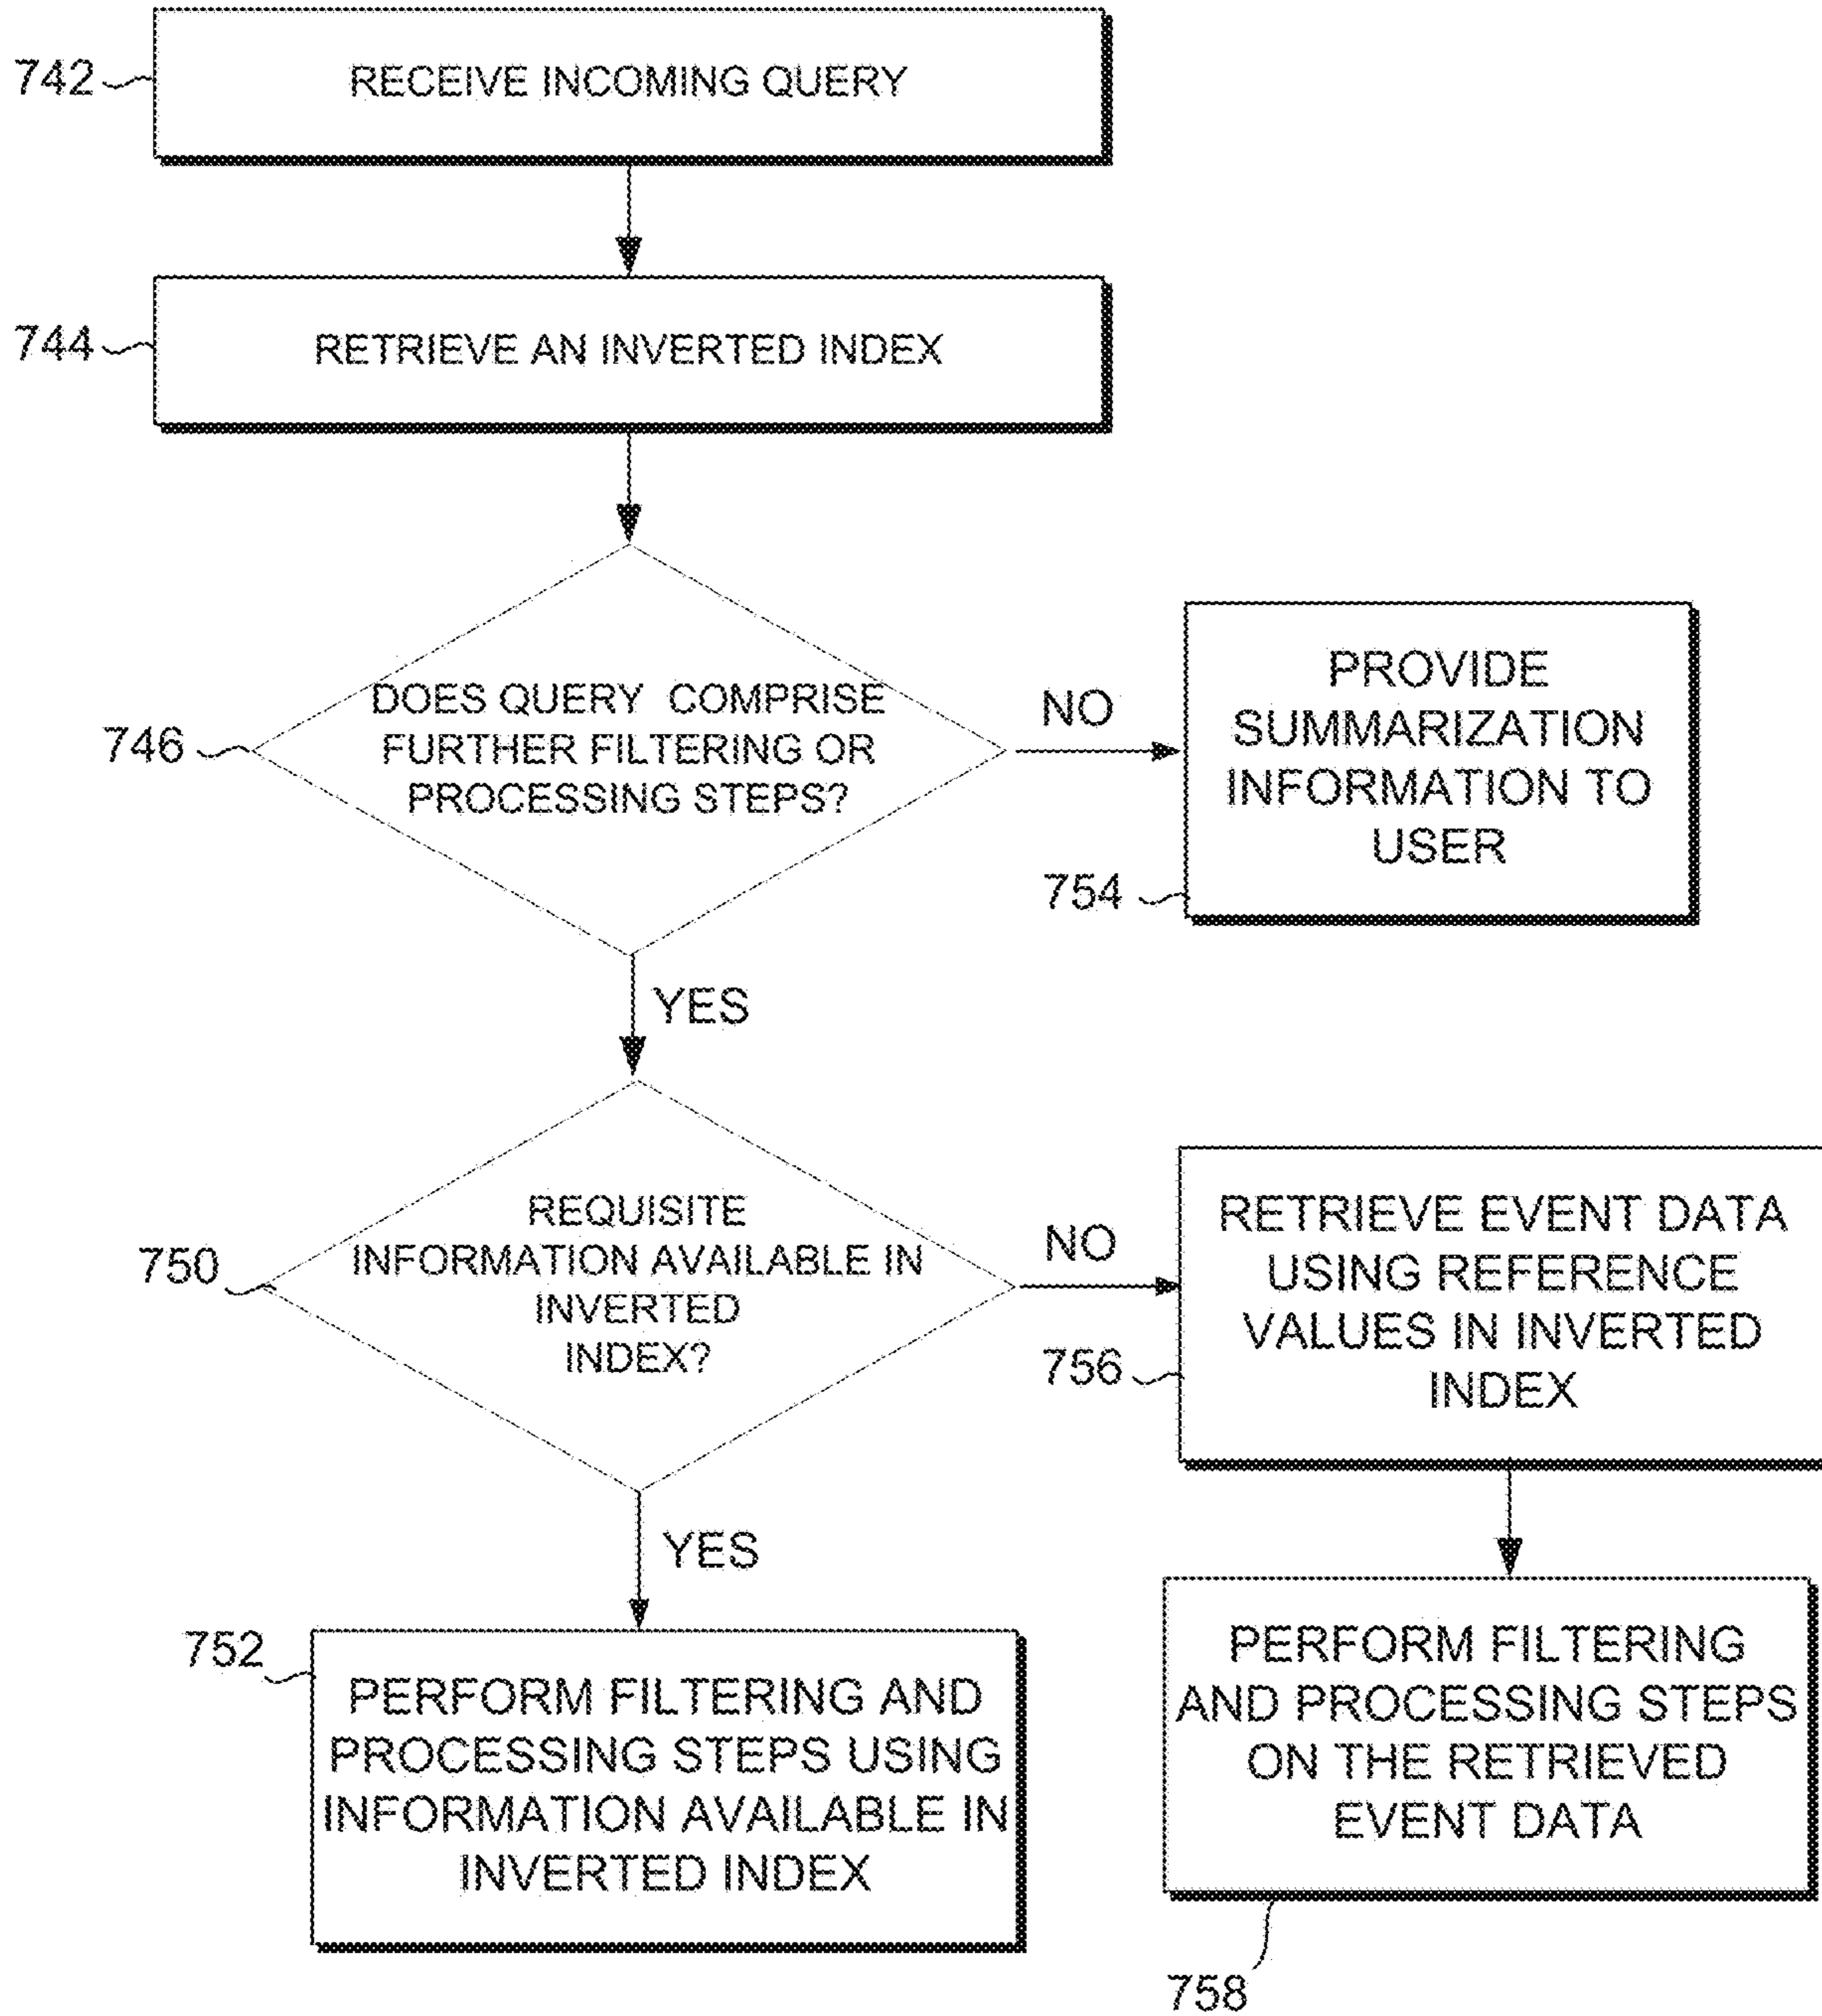 742
RECEIVE INCOMING QUERY
744
RETRIEVE AN INVERTED INDEX
746
DOES QUERY COMPRISE
FURTHER FILTERING OR
PROCESSING STEPS?
NO
PROVIDE
SUMMARIZATION
INFORMATION TO
USER
754
YES
750
REQUISITE
INFORMATION AVAILABLE IN
INVERTED
INDEX?
NO
RETRIEVE EVENT DATA
USING REFERENCE
VALUES IN INVERTED
INDEX
756
YES
752
PERFORM FILTERING AND
PROCESSING STEPS USING
INFORMATION AVAILABLE IN
INVERTED INDEX
PERFORM FILTERING
AND PROCESSING STEPS
ON THE RETRIEVED
EVENT DATA
758